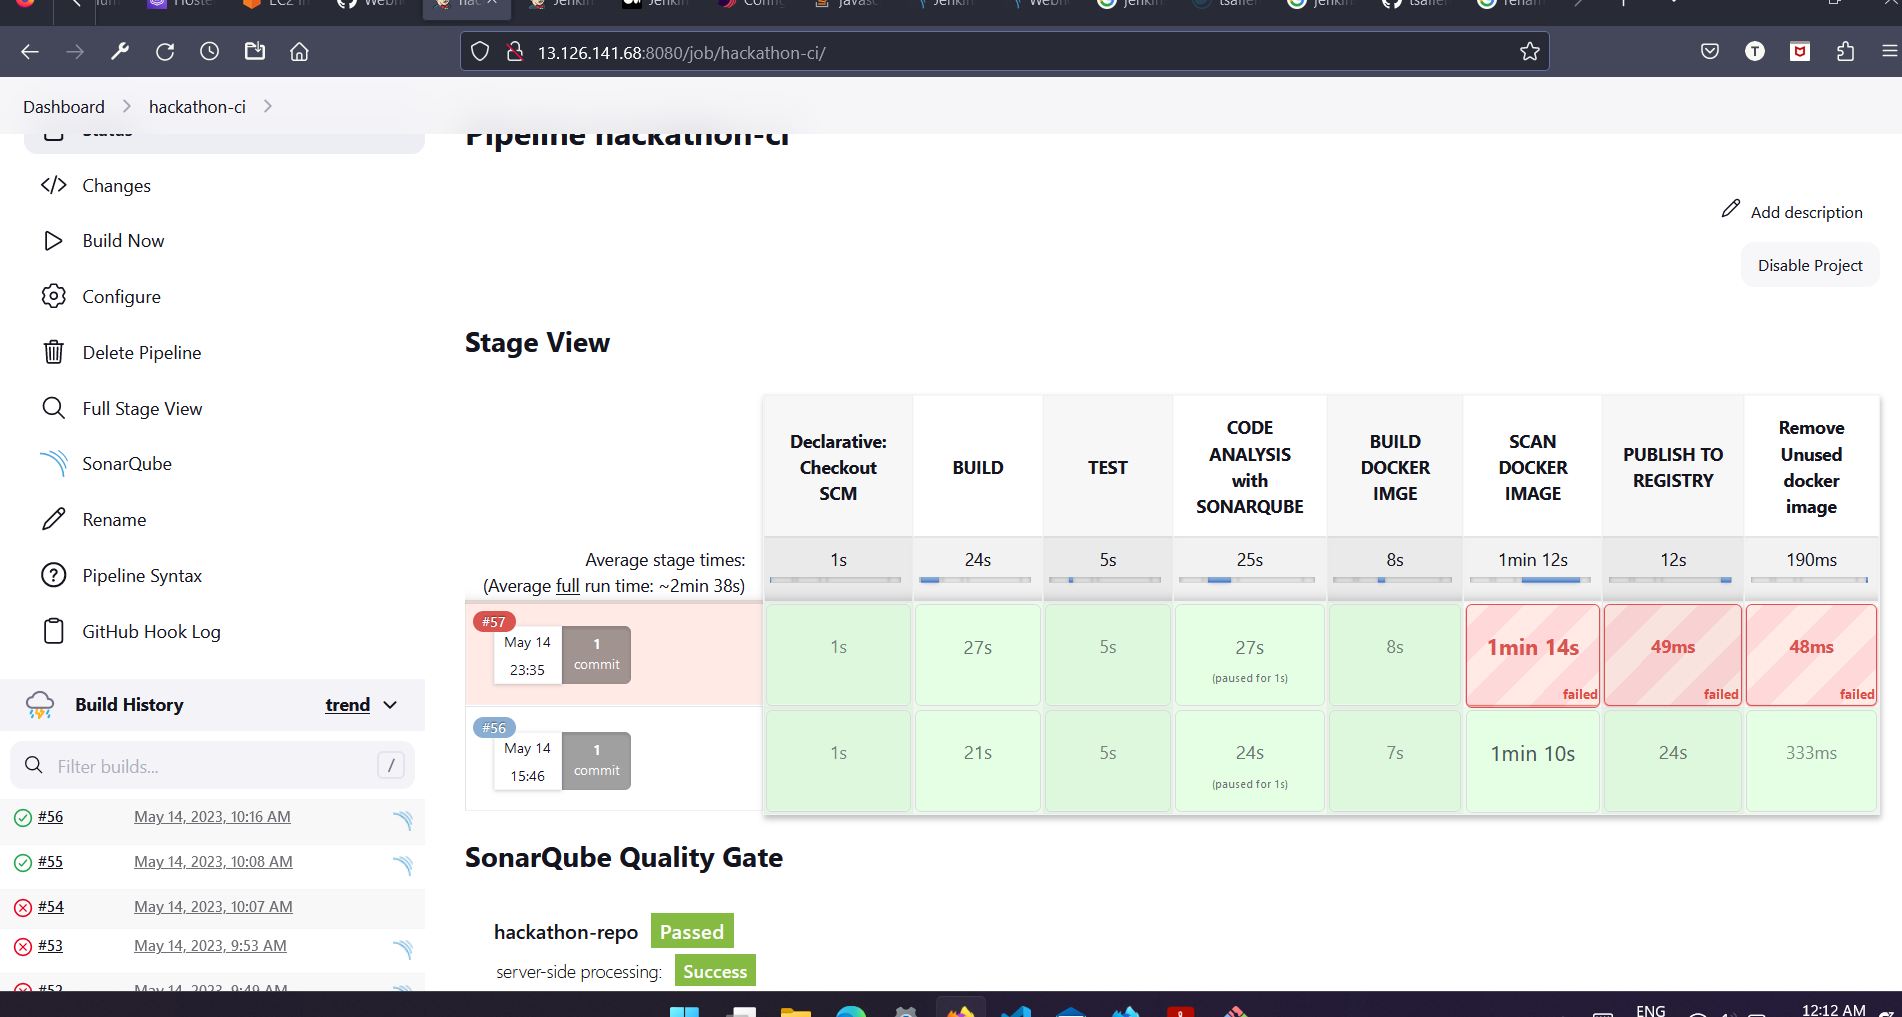 13.126.141.68:8080/job/hackathon-ci/
Dashboard
hackathon-ci
Status
Pipeline hackathon-ci
Changes
Build Now
Configure
Delete Pipeline
Full Stage View
SonarQube
Rename
Pipeline Syntax
GitHub Hook Log
Add description
Disable Project
Stage View
Declarative:
Checkout
SCM
BUILD
TEST
CODE
ANALYSIS
with
SONARQUBE
BUILD
DOCKER
IMGE
SCAN
DOCKER
IMAGE
PUBLISH TO
REGISTRY
Remove
Unused
docker
image
Average stage times:
(Average full run time: ~2min 38s)
1s
24s
5s
25s
8s
1min 12s
12s
190ms
#57
May 14
23:35
1
commit
1s
27s
5s
27s
(paused for 1s)
8s
1min 14s
failed
49ms
failed
48ms
failed
#56
May 14
15:46
1
commit
1s
21s
5s
24s
(paused for 1s)
7s
1min 10s
24s
333ms
Build History
trend
Filter builds...
/
#56 May 14, 2023, 10:16 AM
#55 May 14, 2023, 10:08 AM
#54 May 14, 2023, 10:07 AM
#53 May 14, 2023, 9:53 AM
#52 May 14, 2023, 9:49 AM
SonarQube Quality Gate
hackathon-repo Passed
server-side processing: Success
ENG
12:12 AM